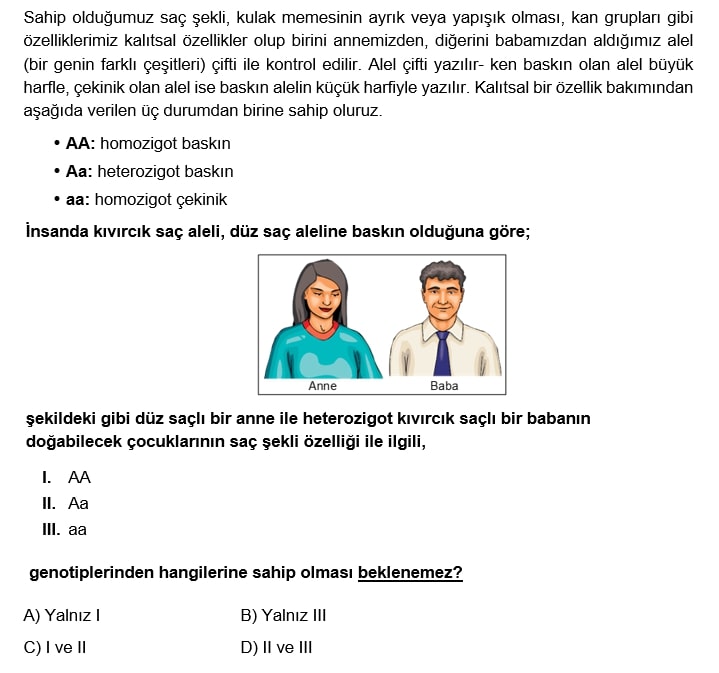 Sahip olduğumuz saç şekli, kulak memesinin ayrık veya yapışık olması, kan grupları gibi
özelliklerimiz kalıtsal özellikler olup birini annemizden, diğerini babamızdan aldığımız alel
(bir genin farklı çeşitleri) çifti ile kontrol edilir. Alel çifti yazılır- ken baskın olan alel büyük
harfle, çekinik olan alel ise baskın alelin küçük harfiyle yazılır. Kalıtsal bir özellik bakımından
aşağıda verilen üç durumdan birine sahip oluruz.
• AA: homozigot baskın
• Aa: heterozigot baskın
• aa: homozigot çekinik
İnsanda kıvırcık saç aleli, düz saç aleline baskın olduğuna göre;
Anne Baba
şekildeki gibi düz saçlı bir anne ile heterozigot kıvırcık saçlı bir babanın
doğabilecek çocuklarının saç şekli özelliği ile ilgili,
I. AA
II. Aa
III. aa
genotiplerinden hangilerine sahip olması beklenemez?
A) Yalnız I B) Yalnız III
C) I ve II D) II ve III